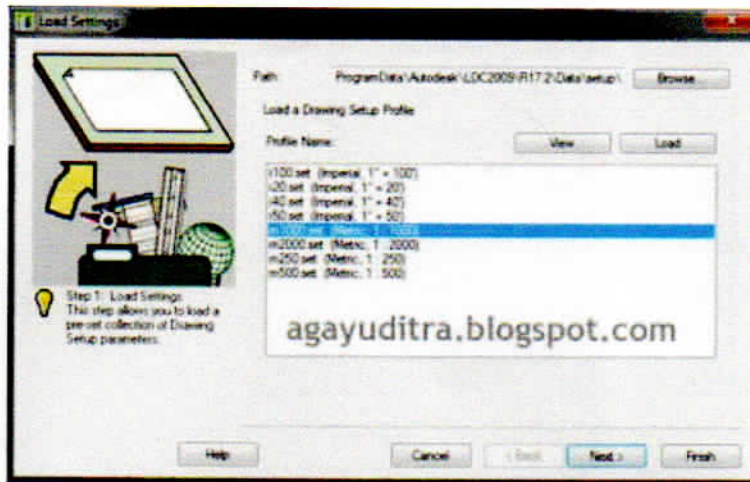 Load Settings
Path: ProgramData\Autodesk\LDC2009\R17.2\Data\setup\ Browse...
Load a Drawing Setup Profile
Profile Name: View Load
i100.set (Imperial, 1" = 100')
i20.set (Imperial, 1" = 20')
i40.set (Imperial, 1" = 40')
i50.set (Imperial, 1" = 50')
m1000.set (Metric, 1 : 1000)
m2000.set (Metric, 1 : 2000)
m250.set (Metric, 1 : 250)
m500.set (Metric, 1 : 500)
Step 1: Load Settings
This step allows you to load a
pre-set collection of Drawing
Setup parameters.
agayuditra.blogspot.com
Help Cancel < Back Next > Finish